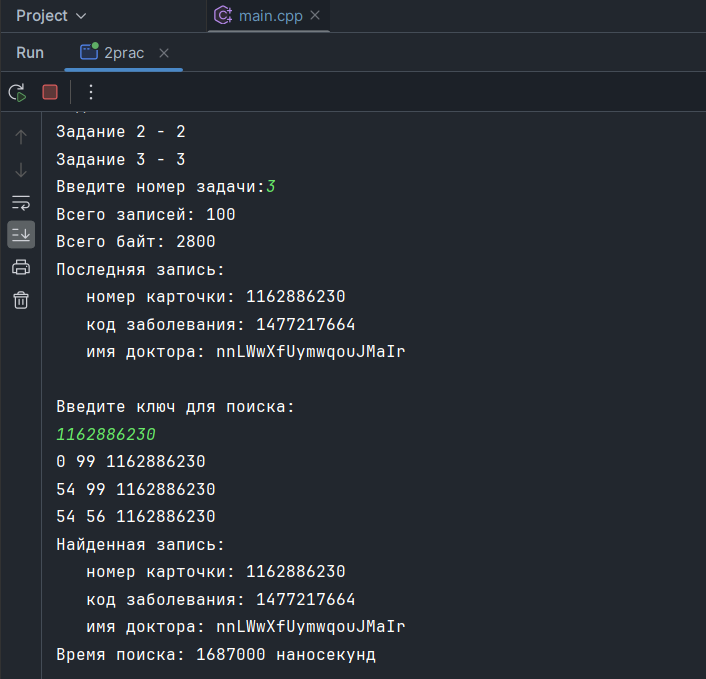 Project
main.cpp
Run
2prac
Задание 2 - 2
Задание 3 - 3
Введите номер задачи:3
Всего записей: 100
Всего байт: 2800
Последняя запись:
номер карточки: 1162886230
код заболевания: 1477217664
имя доктора: nnLWwXfUymwqouJMaIr
Введите ключ для поиска:
1162886230
0 99 1162886230
54 99 1162886230
54 56 1162886230
Найденная запись:
номер карточки: 1162886230
код заболевания: 1477217664
имя доктора: nnLWwXfUymwqouJMaIr
Время поиска: 1687000 наносекунд